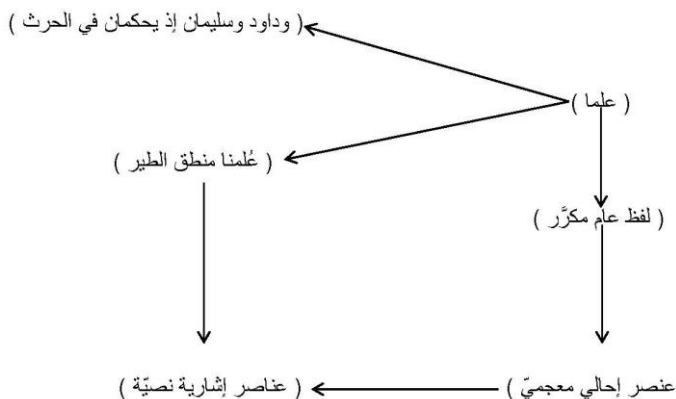 ( وداود وسليمان إذ يحكمان في الحرث )
( علما )
( عُلمنا منطق الطير )
( لفظ عام مكرَّر )
عنصر إحالي معجميّ )
( عناصر إشارية نصيّة )